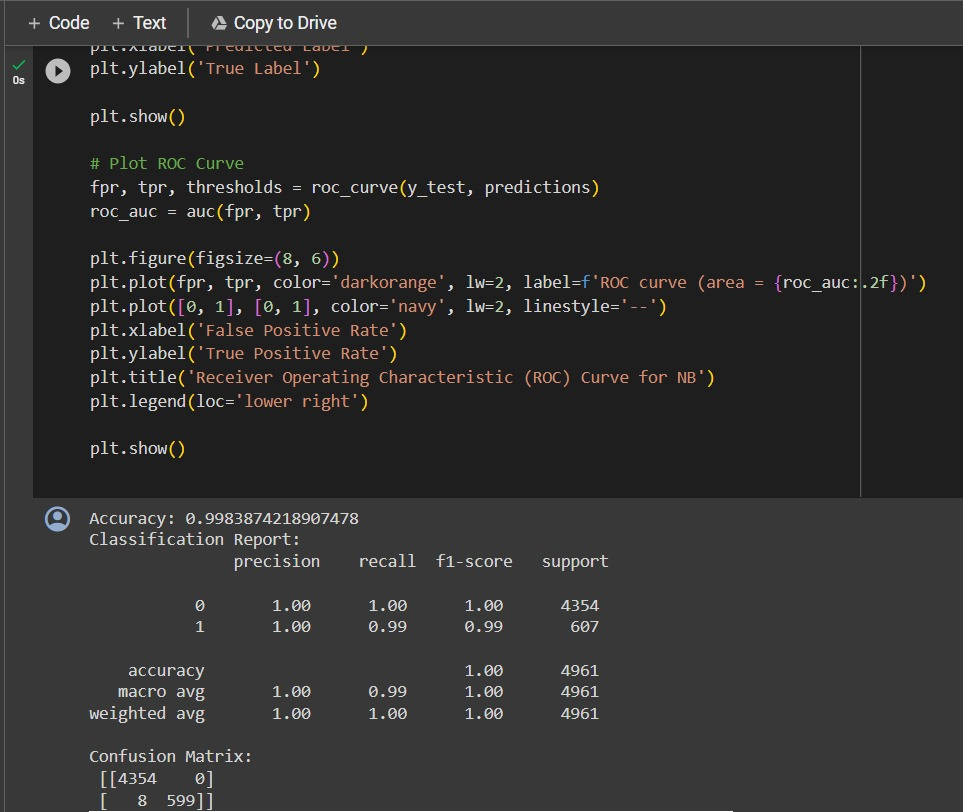 + Code + Text Copy to Drive
plt.xlabel('Predicted Label')
plt.ylabel('True Label')
0s
plt.show()
# Plot ROC Curve
fpr, tpr, thresholds = roc_curve(y_test, predictions)
roc_auc = auc(fpr, tpr)
plt.figure(figsize=(8, 6))
plt.plot(fpr, tpr, color='darkorange', lw=2, label=f'ROC curve (area = {roc_auc:.2f})')
plt.plot([0, 1], [0, 1], color='navy', lw=2, linestyle='--')
plt.xlabel('False Positive Rate')
plt.ylabel('True Positive Rate')
plt.title('Receiver Operating Characteristic (ROC) Curve for NB')
plt.legend(loc='lower right')
plt.show()
Accuracy: 0.9983874218907478
Classification Report:
precision recall f1-score support
0 1.00 1.00 1.00 4354
1 1.00 0.99 0.99 607
accuracy 1.00 4961
macro avg 1.00 0.99 1.00 4961
weighted avg 1.00 1.00 1.00 4961
Confusion Matrix:
[[4354 0]
[ 8 599]]